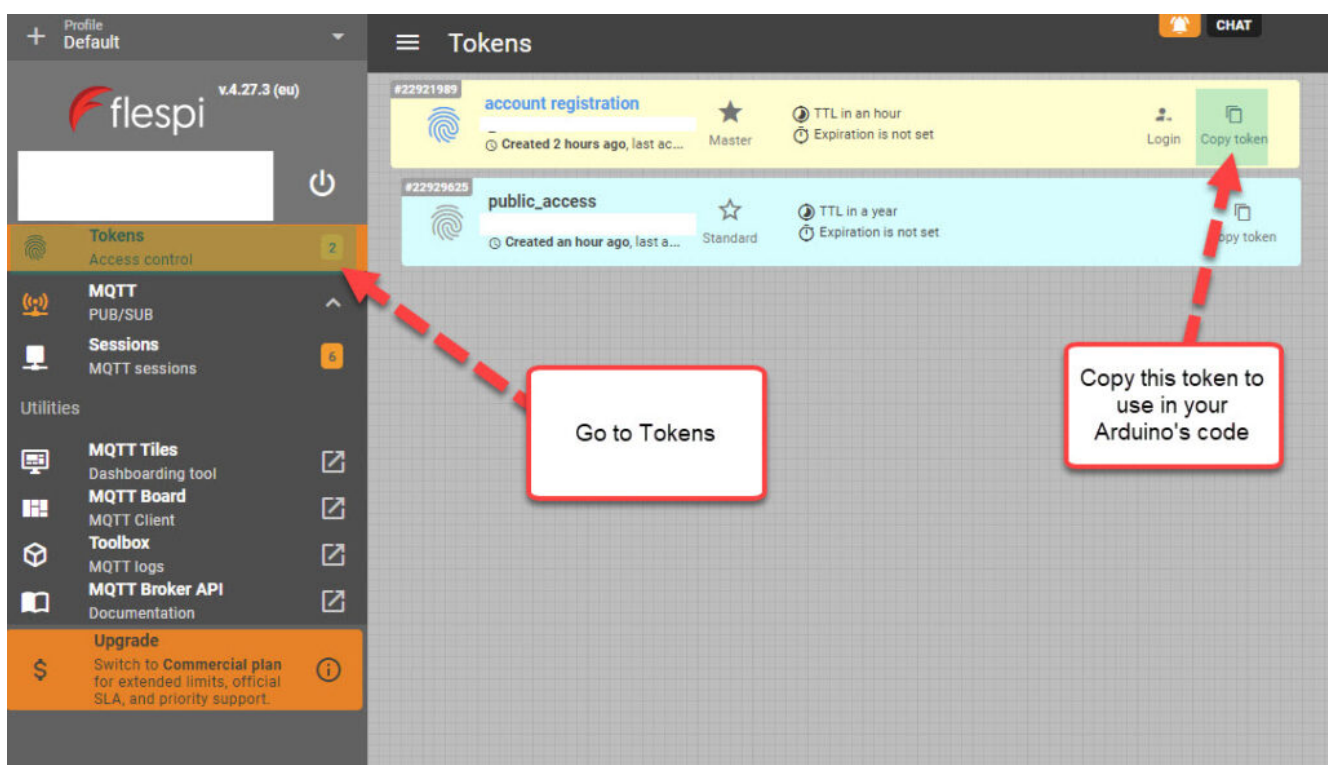 Profile
Default
flespi
v.4.27.3 (eu)
Tokens
Access control
2
MQTT
PUB/SUB
Sessions
MQTT sessions
6
Utilities
MQTT Tiles
Dashboarding tool
MQTT Board
MQTT Client
Toolbox
MQTT logs
MQTT Broker API
Documentation
Upgrade
Switch to Commercial plan
for extended limits, official
SLA, and priority support.
Tokens
CHAT
#22921989
account registration
Created 2 hours ago, last ac...
Master
TTL in an hour
Expiration is not set
Login
Copy token
#22929625
public_access
Created an hour ago, last a...
Standard
TTL in a year
Expiration is not set
opy token
Go to Tokens
Copy this token to
use in your
Arduino's code